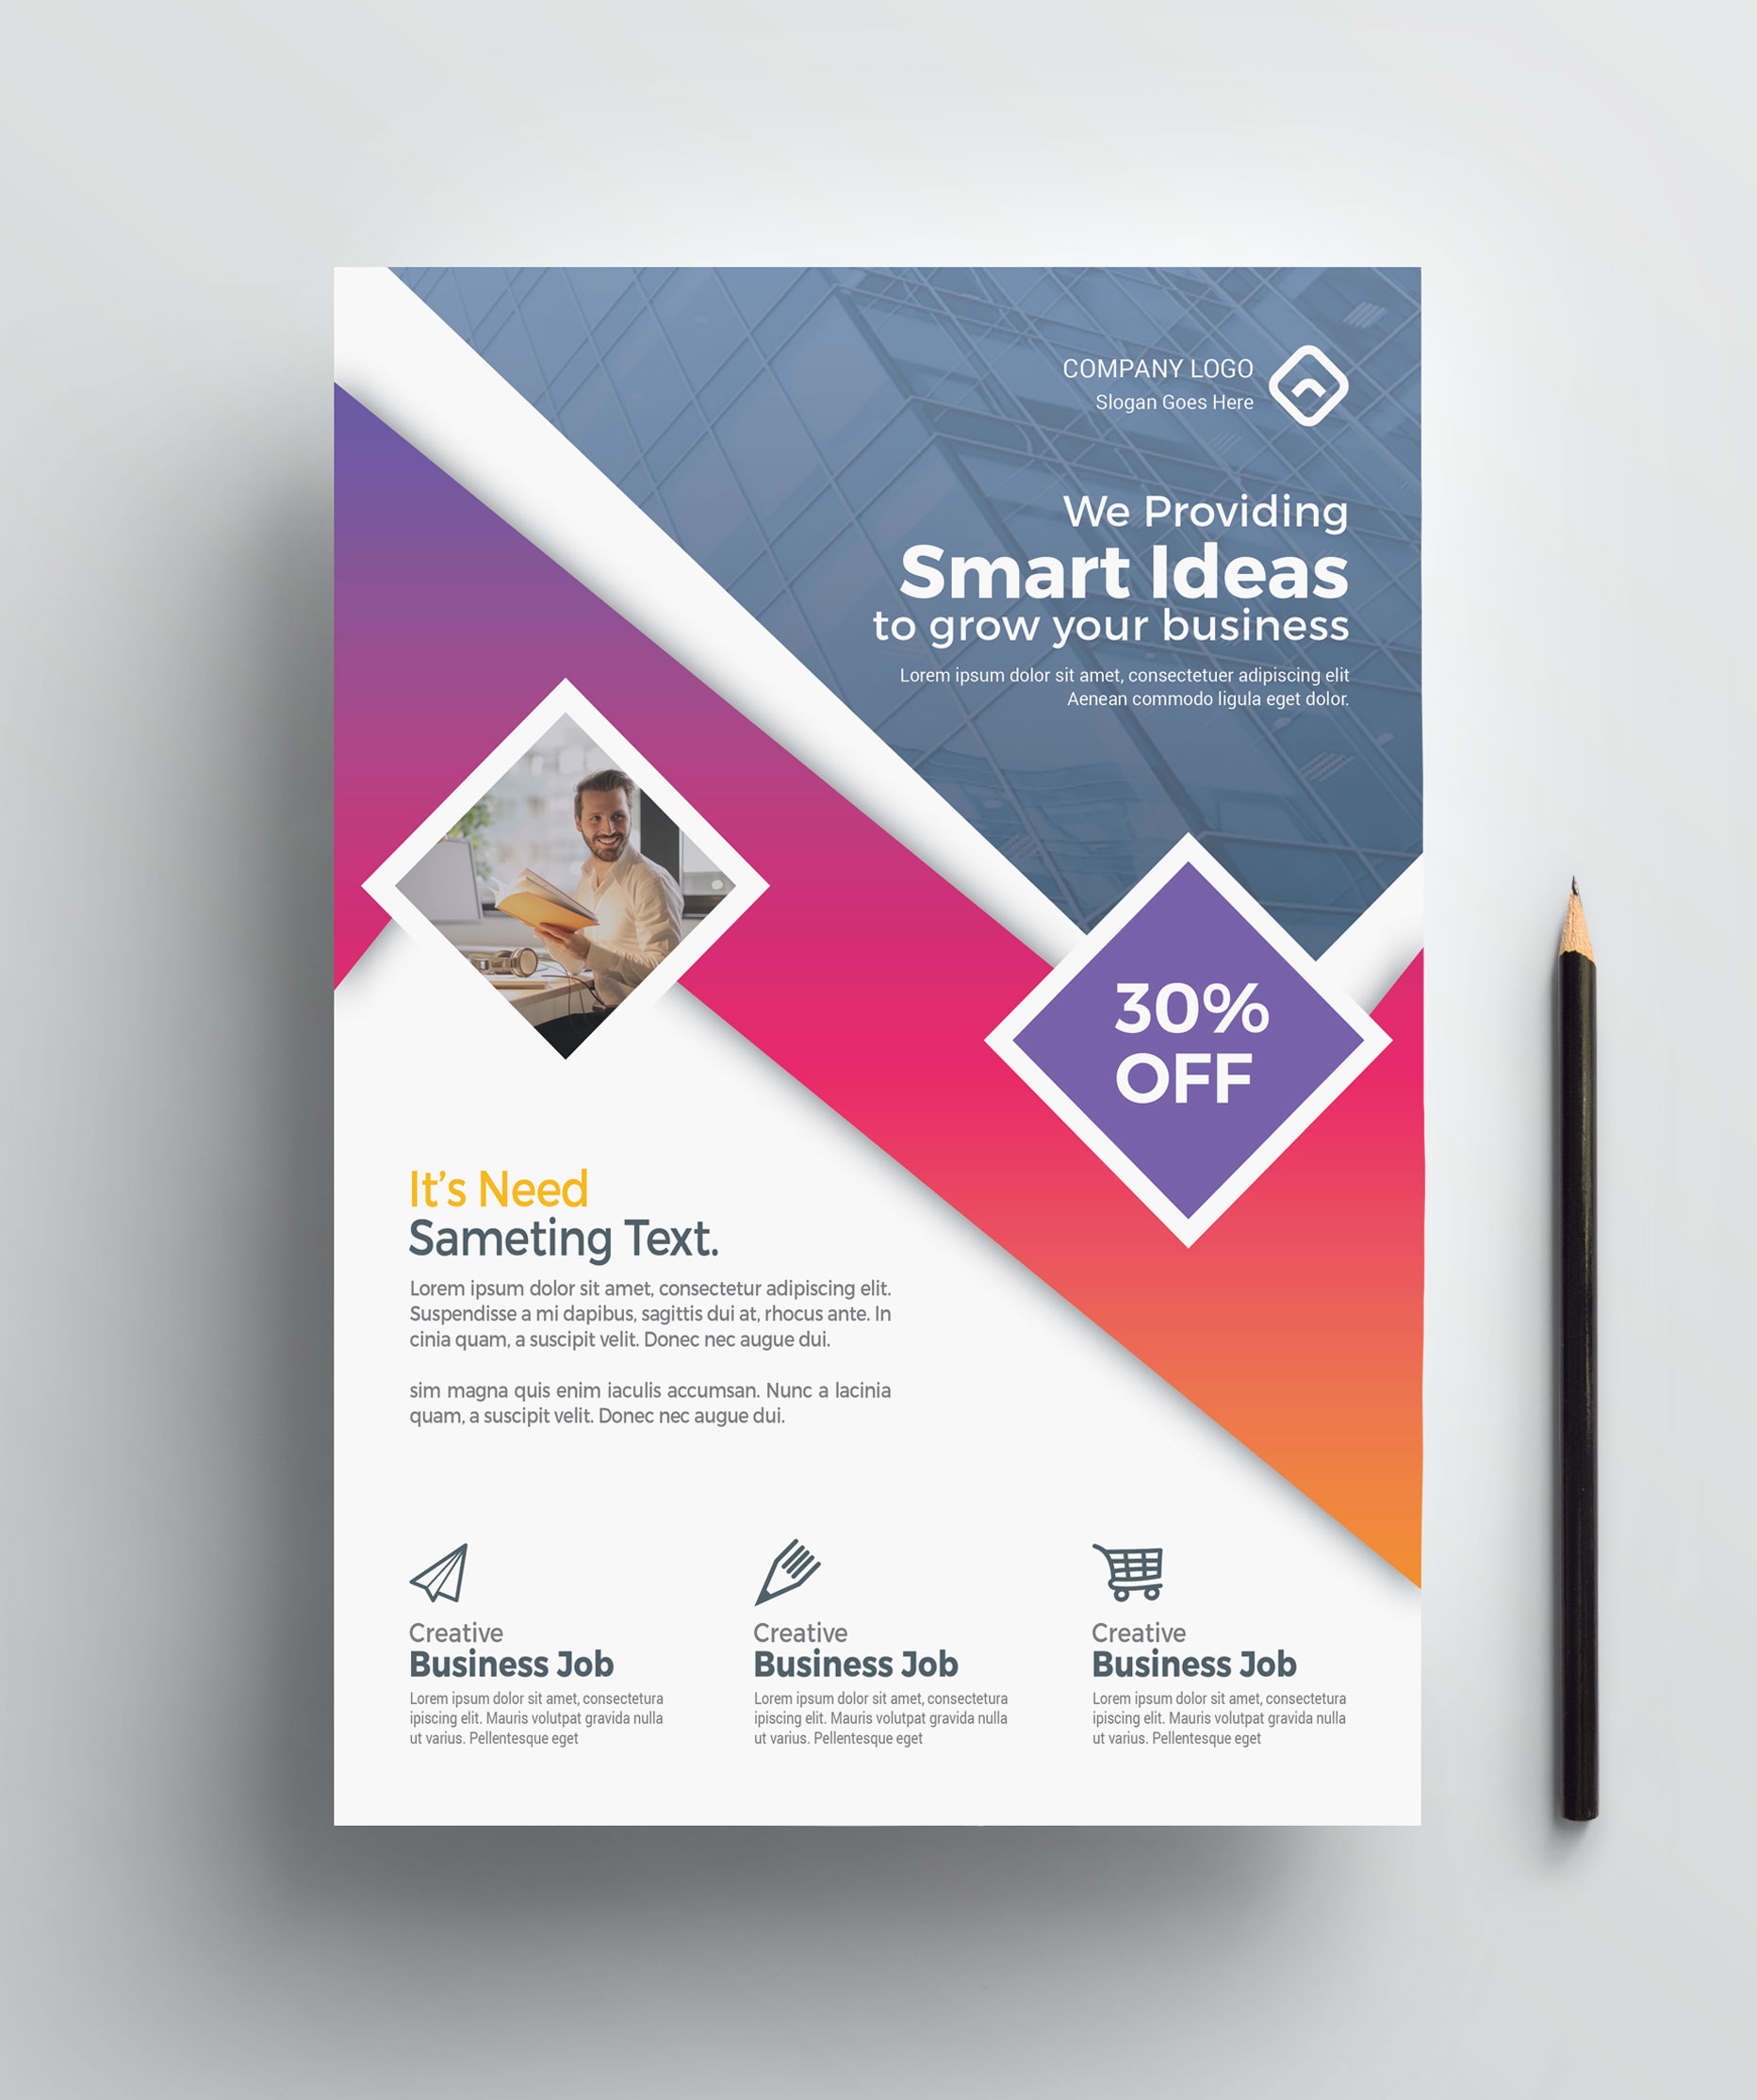 COMPANY LOGO
Slogan Goes Here
We Providing
Smart Ideas
to grow your business
Lorem ipsum dolor sit amet, consectetuer adipiscing elit
Aenean commodo ligula eget dolor.
30%
OFF
It's Need
Sameting Text.
Lorem ipsum dolor sit amet, consectetur adipiscing elit.
Suspendisse a mi dapibus, sagittis dui at, rhocus ante. In
cinia quam, a suscipit velit. Donec nec augue dui.
sim magna quis enim iaculis accumsan. Nunc a lacinia
quam, a suscipit velit. Donec nec augue dui.
Creative
Business Job
Lorem ipsum dolor sit amet, consectetura
ipiscing elit. Mauris volutpat gravida nulla
ut varius. Pellentesque eget
Creative
Business Job
Lorem ipsum dolor sit amet, consectetura
ipiscing elit. Mauris volutpat gravida nulla
ut varius. Pellentesque eget
Creative
Business Job
Lorem ipsum dolor sit amet, consectetura
ipiscing elit. Mauris volutpat gravida nulla
ut varius. Pellentesque eget